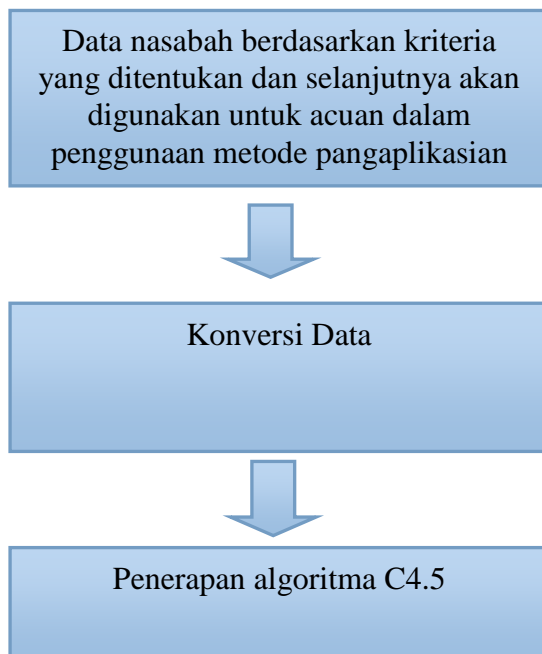 Data nasabah berdasarkan kriteria
yang ditentukan dan selanjutnya akan
digunakan untuk acuan dalam
penggunaan metode pangaplikasian
Konversi Data
Penerapan algoritma C4.5